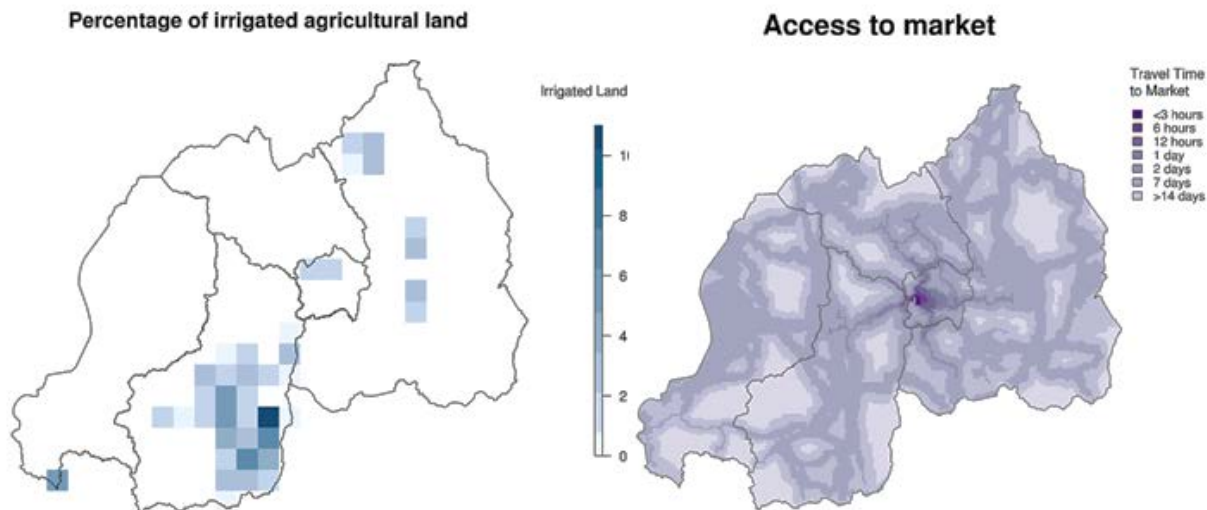 Percentage of irrigated agricultural land
Irrigated Land
8
6
4
2
0
Access to market
Travel Time
to Market
<3 hours
6 hours
12 hours
1 day
2 days
7 days
>14 days